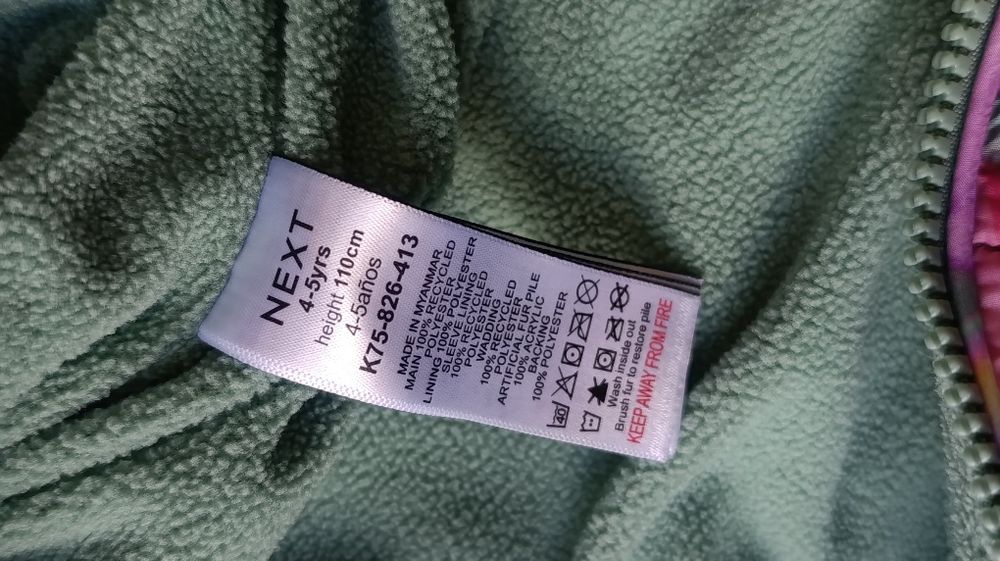 NEXT
4-5yrs
height 110cm
4-5años
K75-826-413
MADE IN MYANMAR
MAIN 100% RECYCLED
POLYESTER
LINING 100% POLYESTER
SLEEVE LINING
100% RECYCLED
POLYESTER
WADDING
100% RECYCLED
POLYESTER
ARTIFICIAL FUR
100% ACRYLIC PILE
BACKING
100% POLYESTER
40
Wash inside out
Brush fur to restore pile
KEEP AWAY FROM FIRE